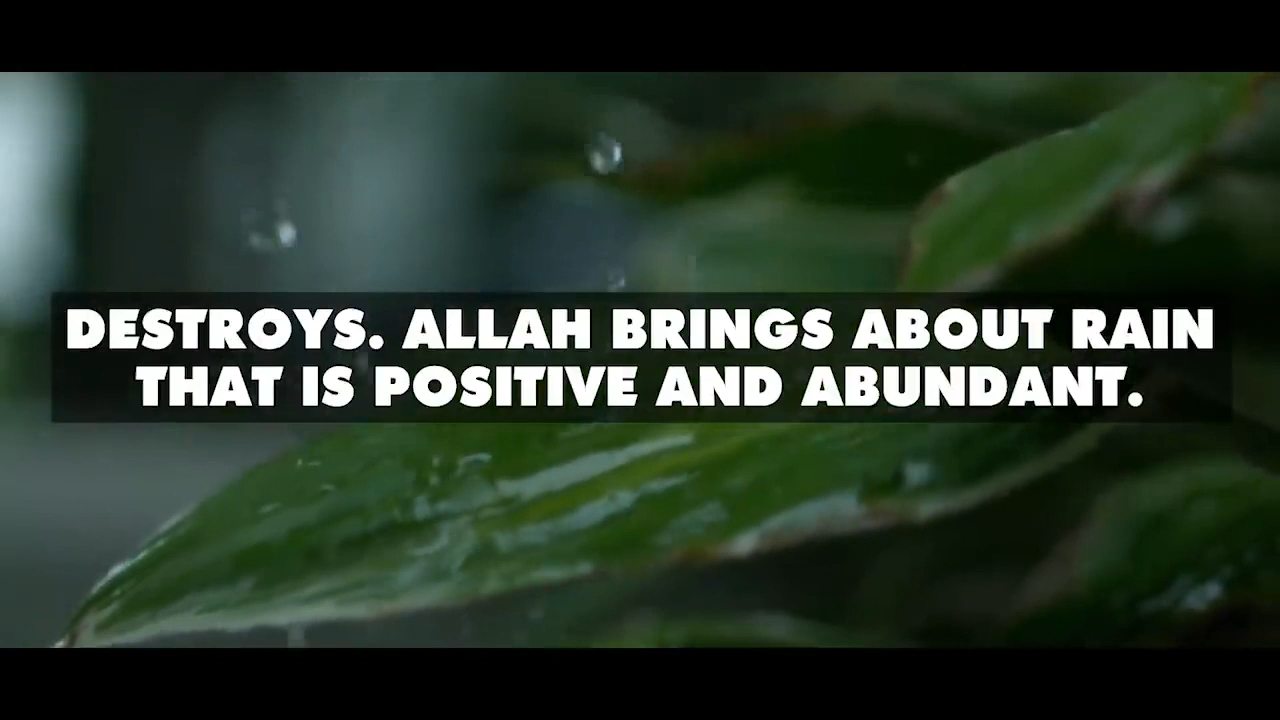 DESTROYS. ALLAH BRINGS ABOUT RAIN
THAT IS POSITIVE AND ABUNDANT.